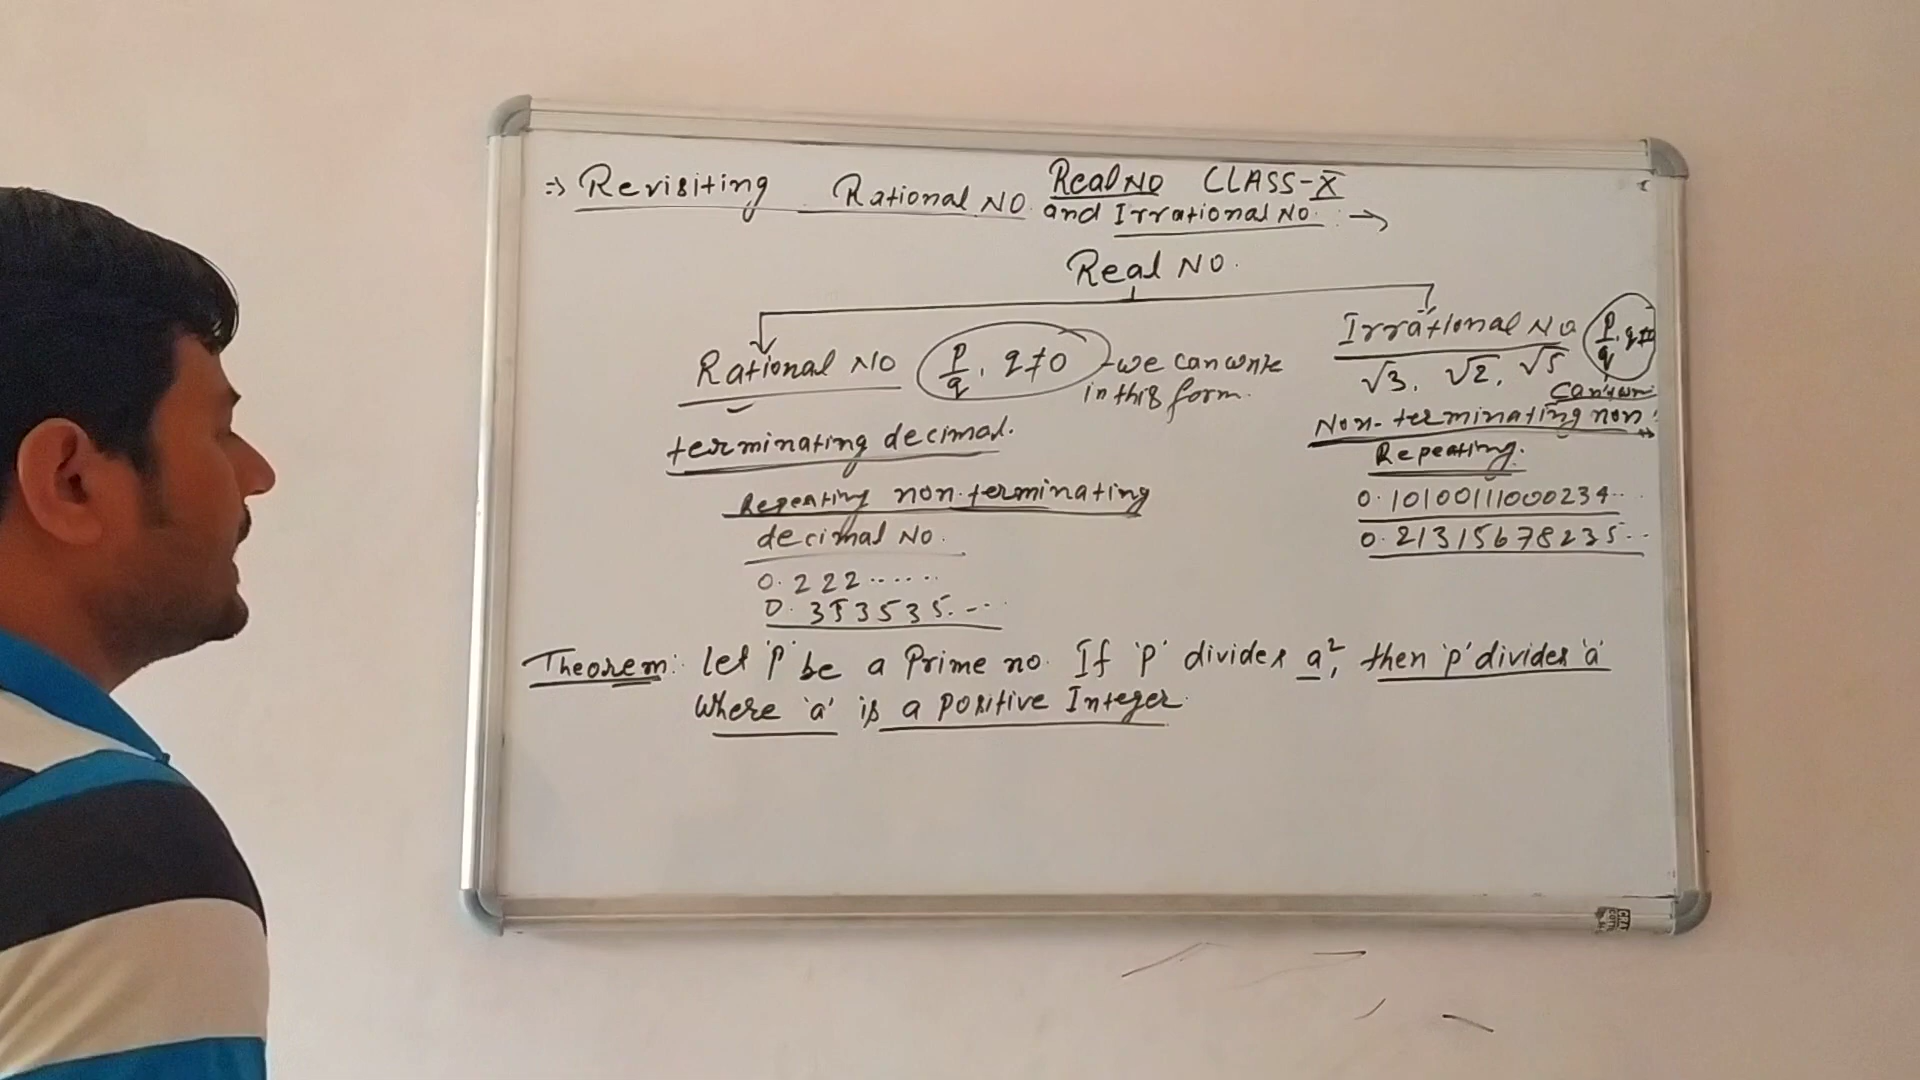 Real NO CLASS-X
⇒ Revisiting Rational NO. and Irrational No. : →
Real NO.
Rational NO p/q, q≠0 - we can write
in this form.
terminating decimal.
Repeating non-terminating
decimal No.
0.222......
0.353535...
Irrational No p/q, q≠0
√3, √2, √5
Non-terminating non-
Repeating.
0.10100111000234...
0.21315678235...
Theorem: Let 'p' be a Prime no. If 'p' divides a², then 'p' divides 'a'
where 'a' is a positive Integer.